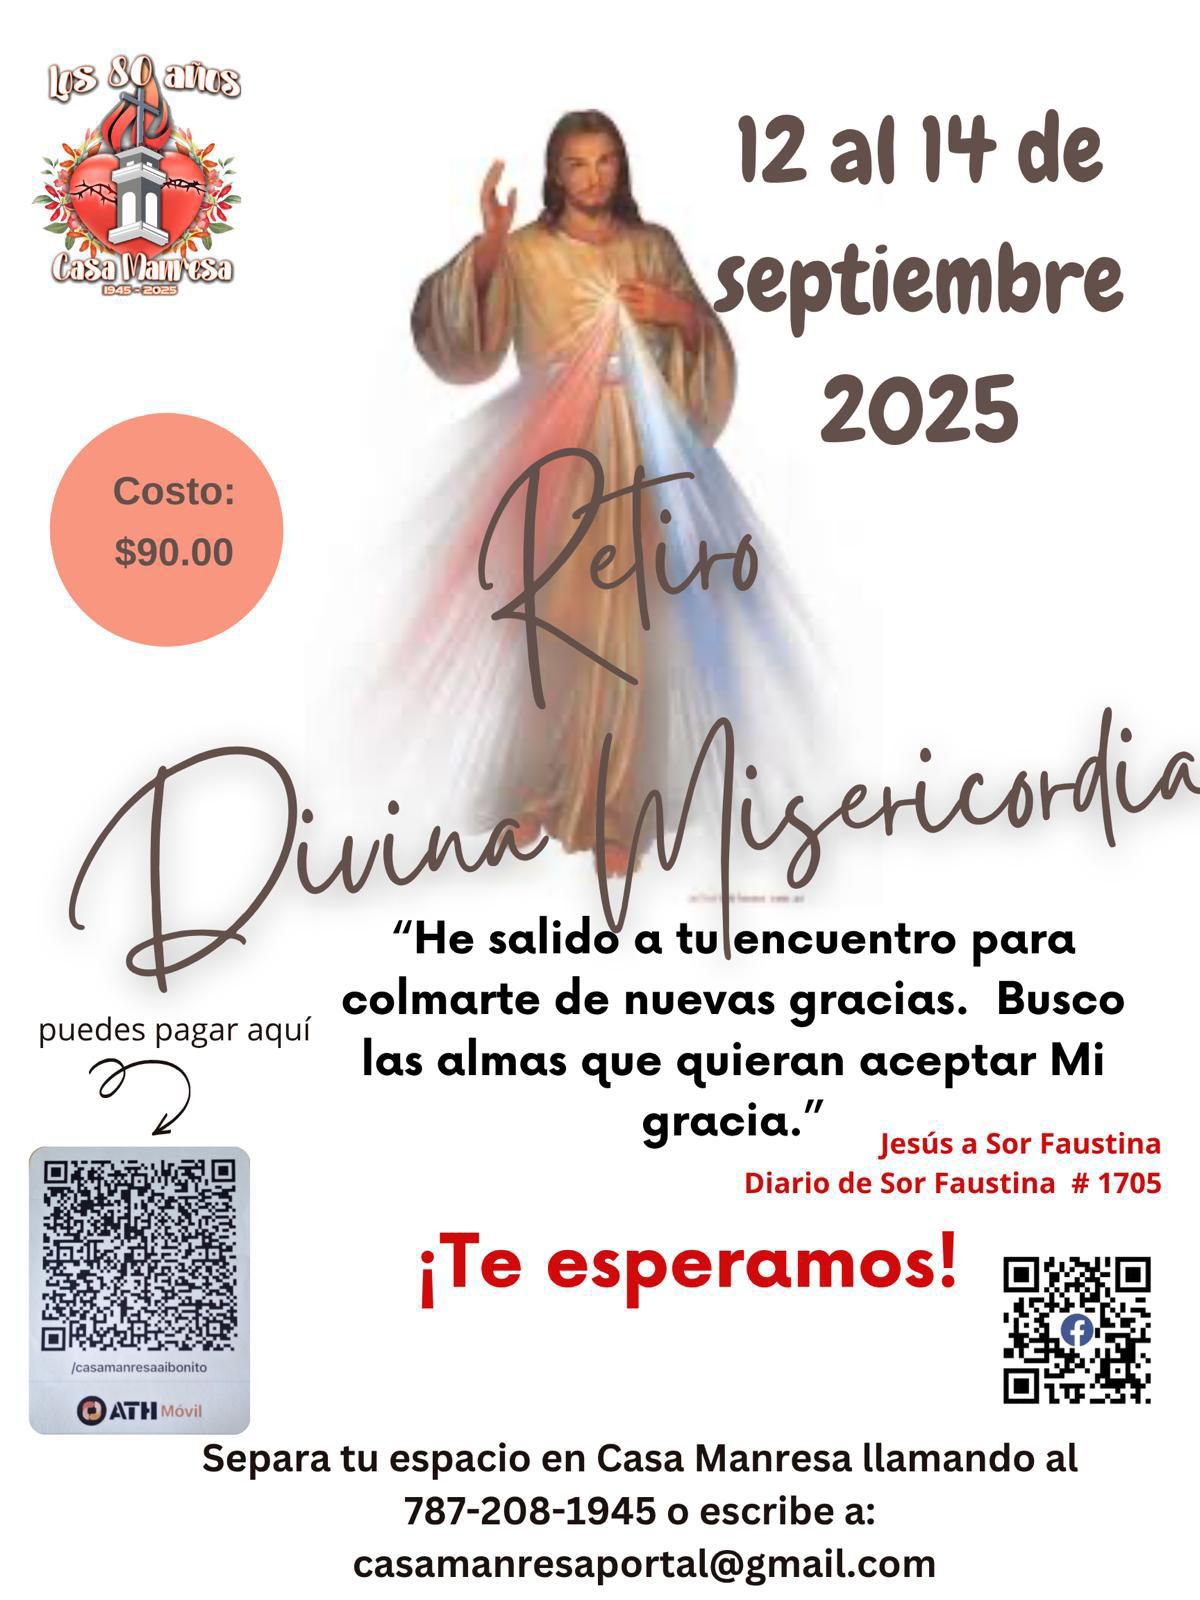 Los 80 años
Casa Manresa
1945 - 2025
12 al 14 de
septiembre
2025
Costo:
$90.00
Retiro
Divina Misericordia
“He salido a tu encuentro para
colmarte de nuevas gracias.  Busco
las almas que quieran aceptar Mi
gracia.”
Jesús a Sor Faustina
Diario de Sor Faustina  # 1705
puedes pagar aquí
/casamanresaaibonito
ATH Móvil
¡Te esperamos!
Separa tu espacio en Casa Manresa llamando al
787-208-1945 o escribe a:
casamanresaportal@gmail.com